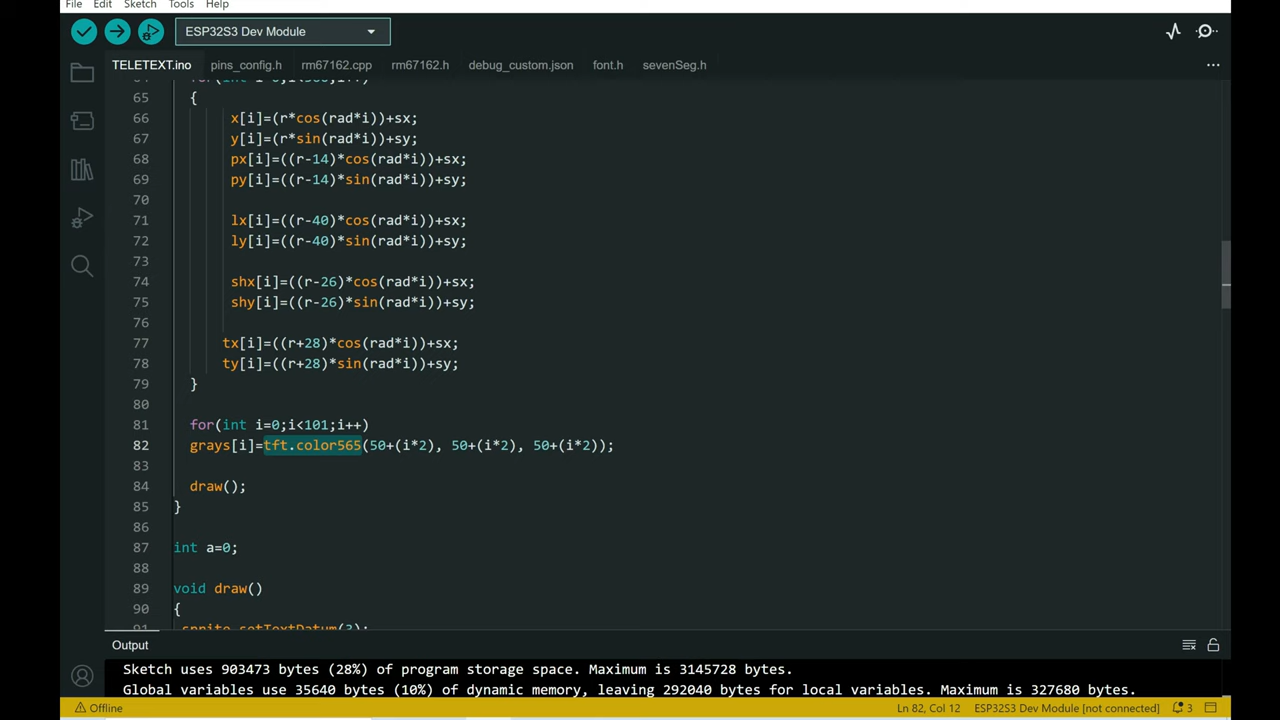 File Edit Sketch Tools Help
ESP32S3 Dev Module
TELETEXT.ino pins_config.h rm67162.cpp rm67162.h debug_custom.json font.h sevenSeg.h
65 {
66 x[i]=(r*cos(rad*i))+sx;
67 y[i]=(r*sin(rad*i))+sy;
68 px[i]=((r-14)*cos(rad*i))+sx;
69 py[i]=((r-14)*sin(rad*i))+sy;
70
71 lx[i]=((r-40)*cos(rad*i))+sx;
72 ly[i]=((r-40)*sin(rad*i))+sy;
73
74 shx[i]=((r-26)*cos(rad*i))+sx;
75 shy[i]=((r-26)*sin(rad*i))+sy;
76
77 tx[i]=((r+28)*cos(rad*i))+sx;
78 ty[i]=((r+28)*sin(rad*i))+sy;
79 }
80
81 for(int i=0;i<101;i++)
82 grays[i]=tft.color565(50+(i*2), 50+(i*2), 50+(i*2));
83
84 draw();
85 }
86
87 int a=0;
88
89 void draw()
90 {
91 sprite.setTextDatum(3);
Output
Sketch uses 903473 bytes (28%) of program storage space. Maximum is 3145728 bytes.
Global variables use 35640 bytes (10%) of dynamic memory, leaving 292040 bytes for local variables. Maximum is 327680 bytes.
Offline Ln 82, Col 12 ESP32S3 Dev Module [not connected] 3